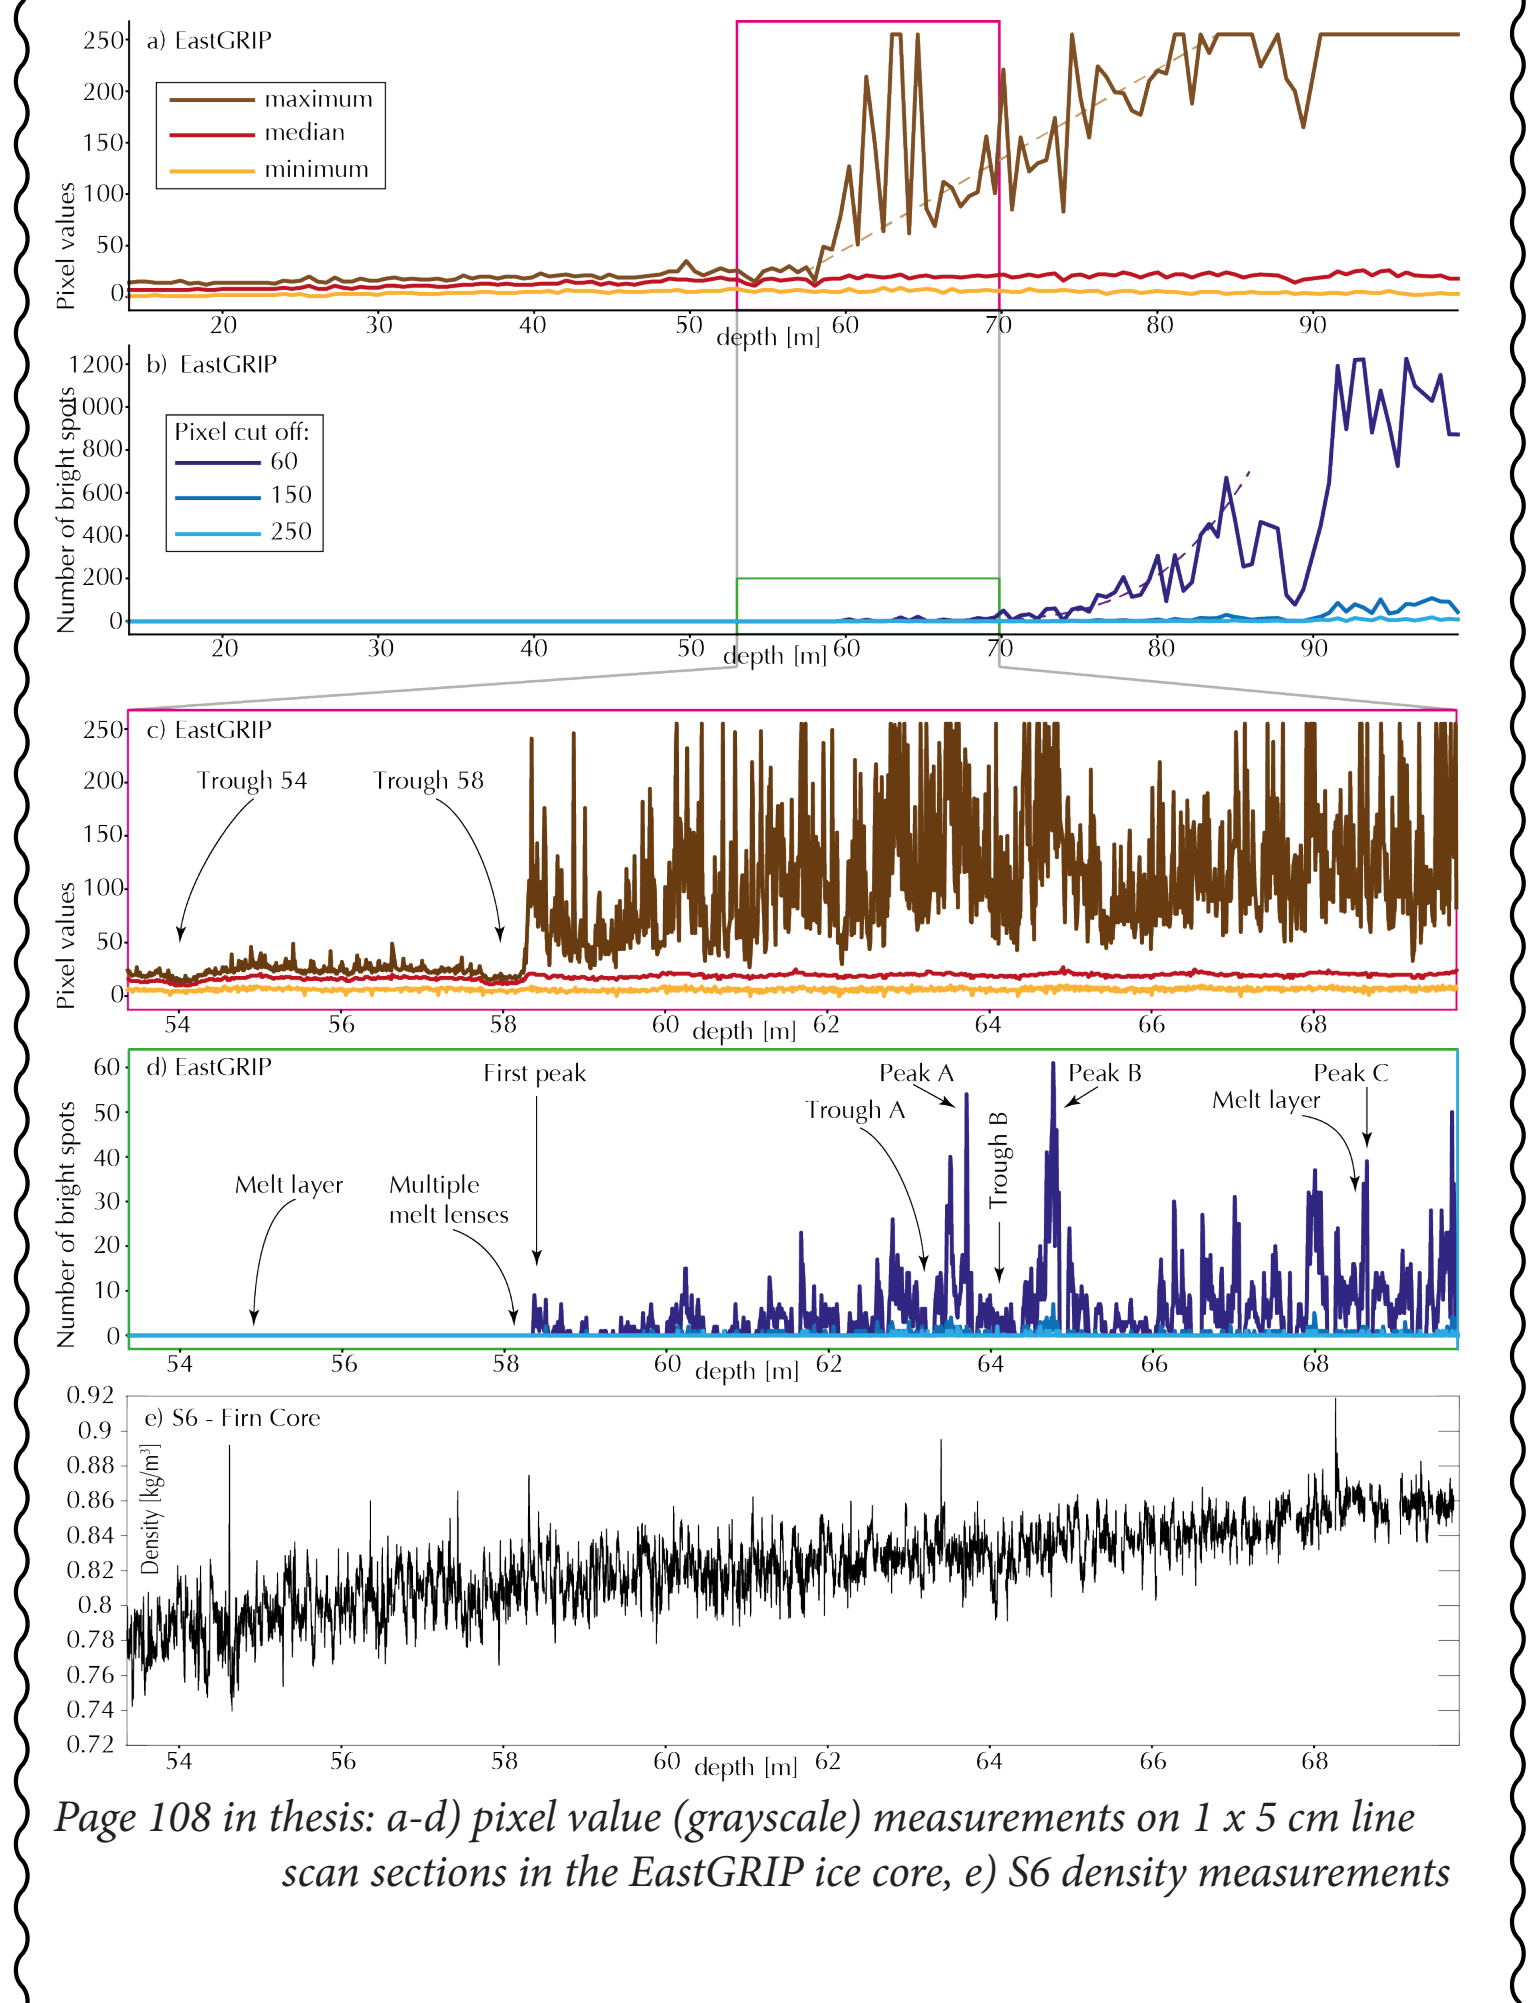 a) EastGRIP
maximum
median
minimum
Pixel values
250
200
150
100
50
0
20 30 40 50 60 70 80 90
depth [m]
b) EastGRIP
Pixel cut off:
60
150
250
Number of bright spots
1200
1000
800
600
400
200
0
20 30 40 50 60 70 80 90
depth [m]
c) EastGRIP
Trough 54 Trough 58
Pixel values
250
200
150
100
50
0
54 56 58 60 62 64 66 68
depth [m]
d) EastGRIP
First peak
Peak A
Peak B
Peak C
Trough A
Trough B
Melt layer
Melt layer
Multiple
melt lenses
Number of bright spots
60
50
40
30
20
10
0
54 56 58 60 62 64 66 68
depth [m]
e) S6 - Firn Core
Density [kg/m³]
0.92
0.9
0.88
0.86
0.84
0.82
0.8
0.78
0.76
0.74
0.72
54 56 58 60 62 64 66 68
depth [m]
Page 108 in thesis: a-d) pixel value (grayscale) measurements on 1 x 5 cm line
scan sections in the EastGRIP ice core, e) S6 density measurements